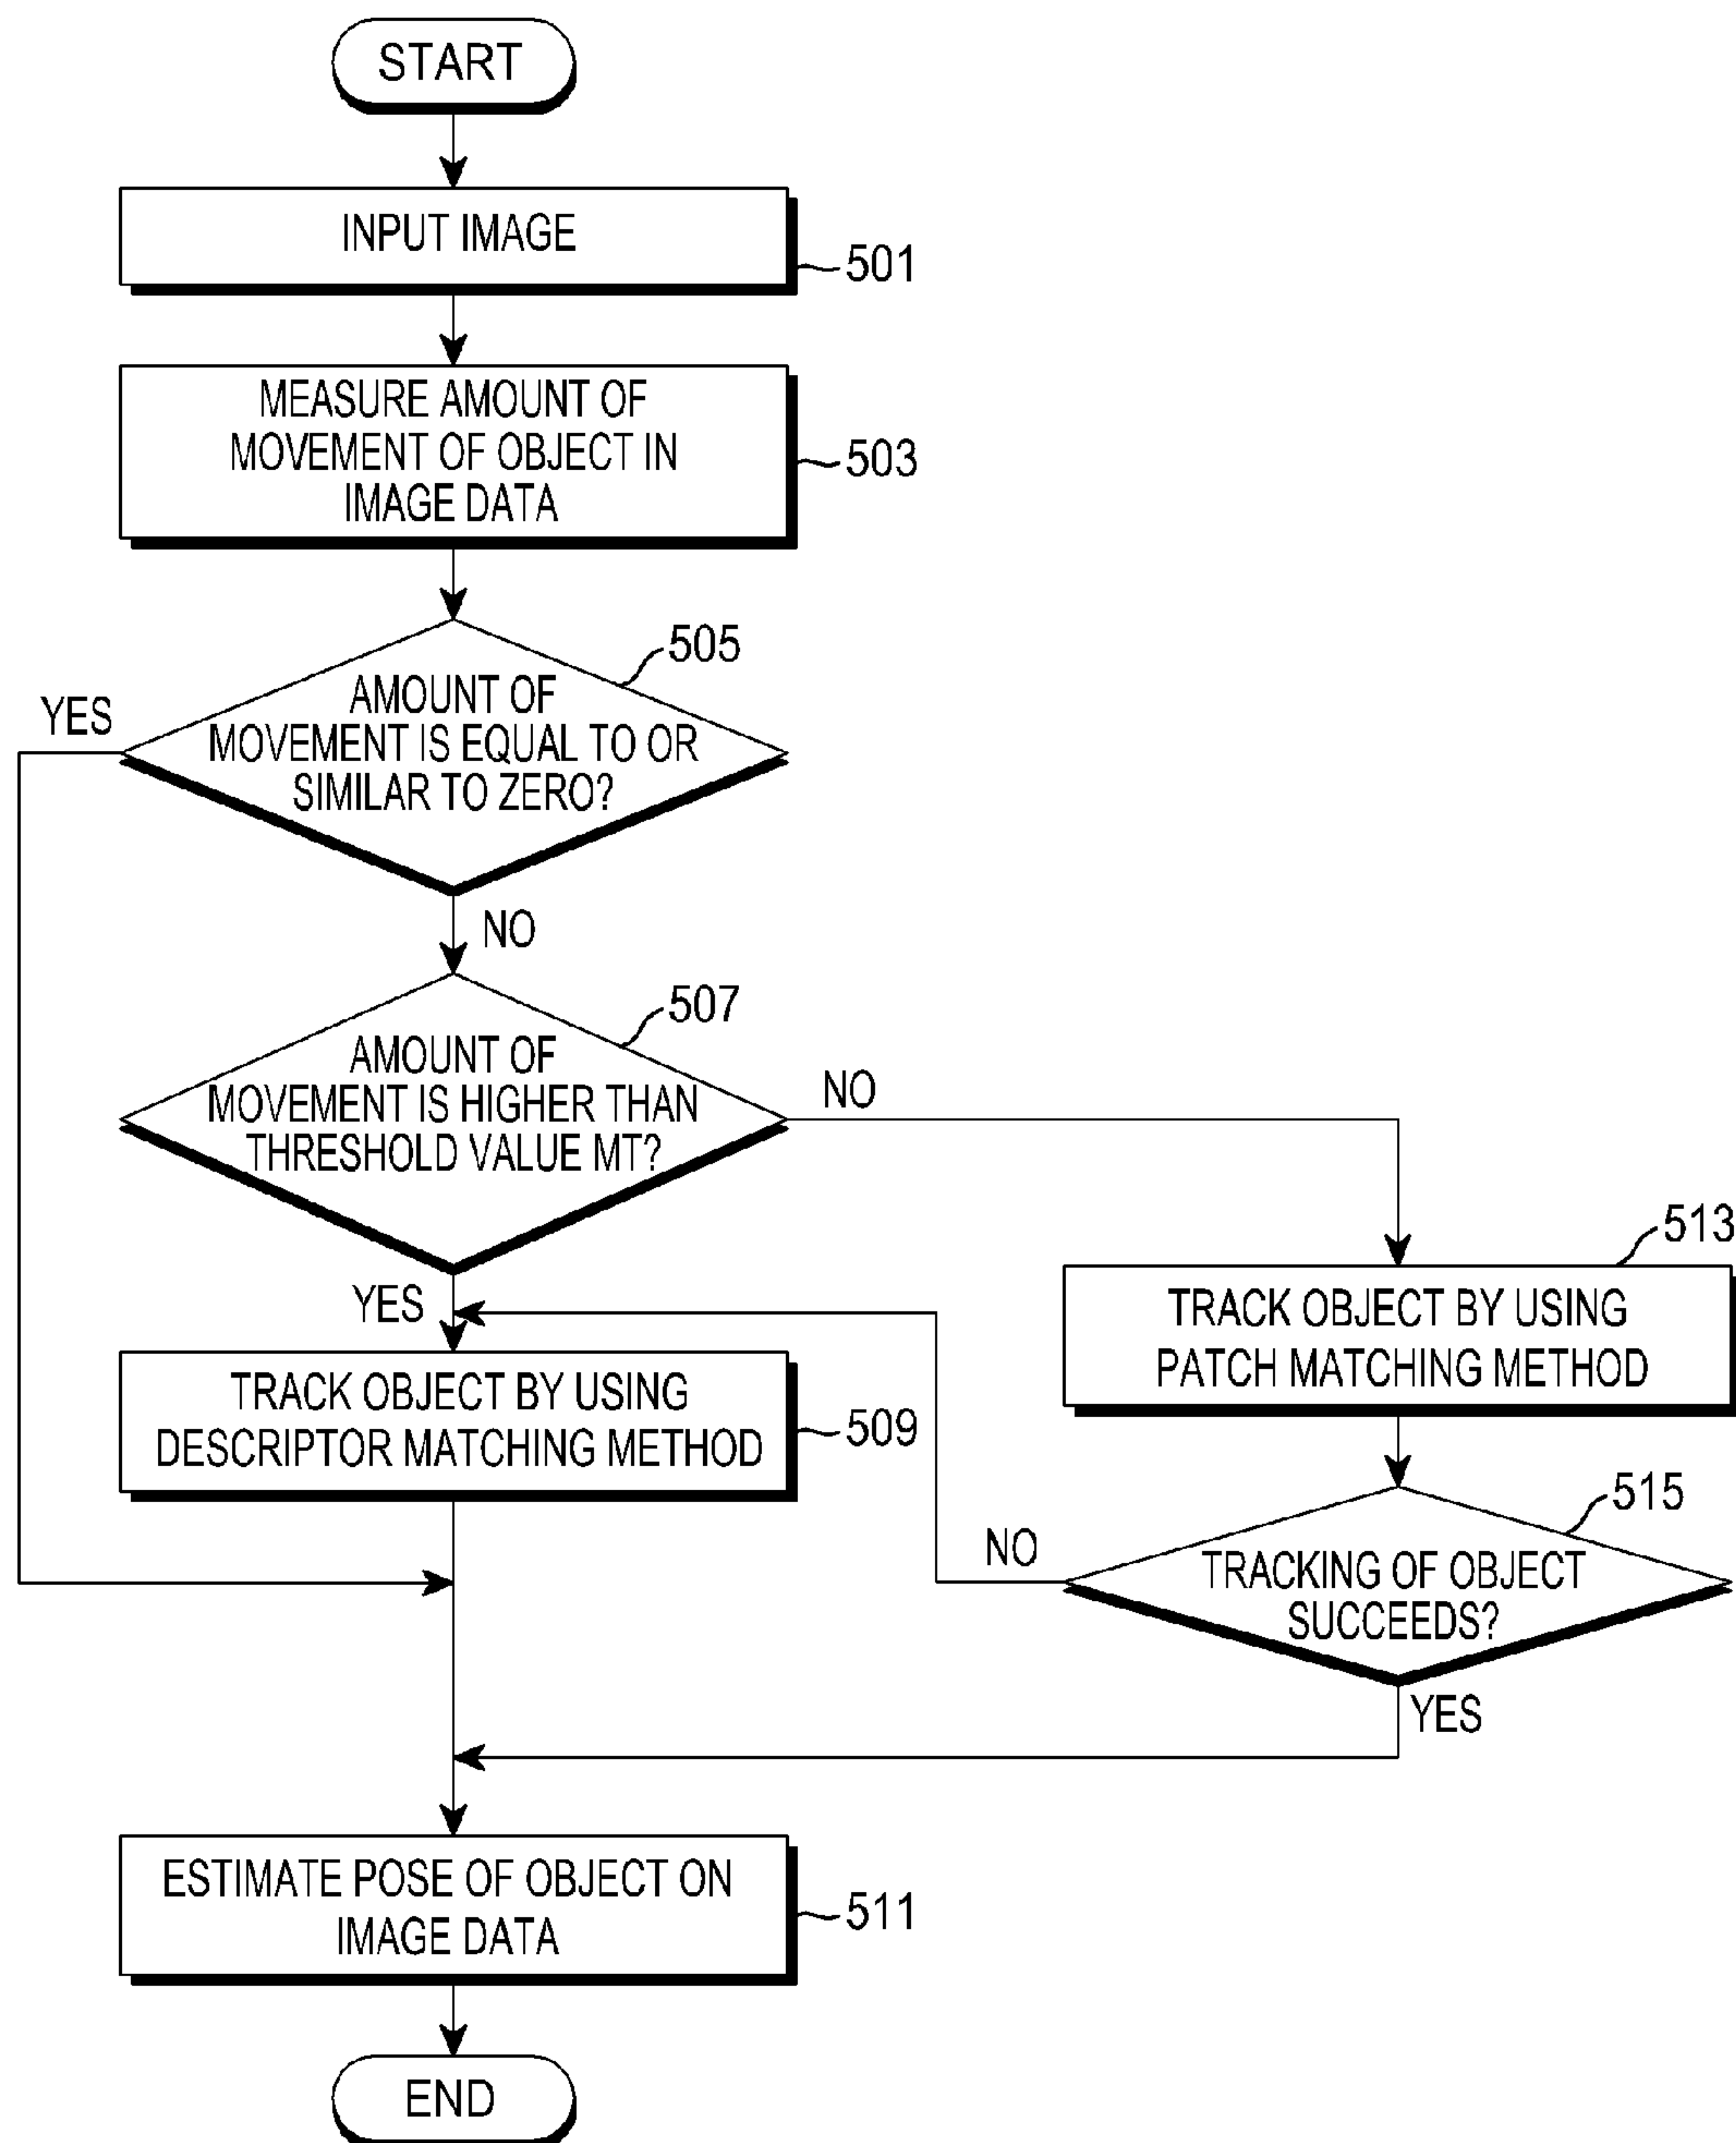 START
INPUT IMAGE
501
MEASURE AMOUNT OF
MOVEMENT OF OBJECT IN
IMAGE DATA
503
505
AMOUNT OF
MOVEMENT IS EQUAL TO OR
SIMILAR TO ZERO?
YES
NO
507
AMOUNT OF
MOVEMENT IS HIGHER THAN
THRESHOLD VALUE MT?
NO
YES
513
TRACK OBJECT BY USING
PATCH MATCHING METHOD
TRACK OBJECT BY USING
DESCRIPTOR MATCHING METHOD
509
515
TRACKING OF OBJECT
SUCCEEDS?
NO
YES
ESTIMATE POSE OF OBJECT ON
IMAGE DATA
511
END